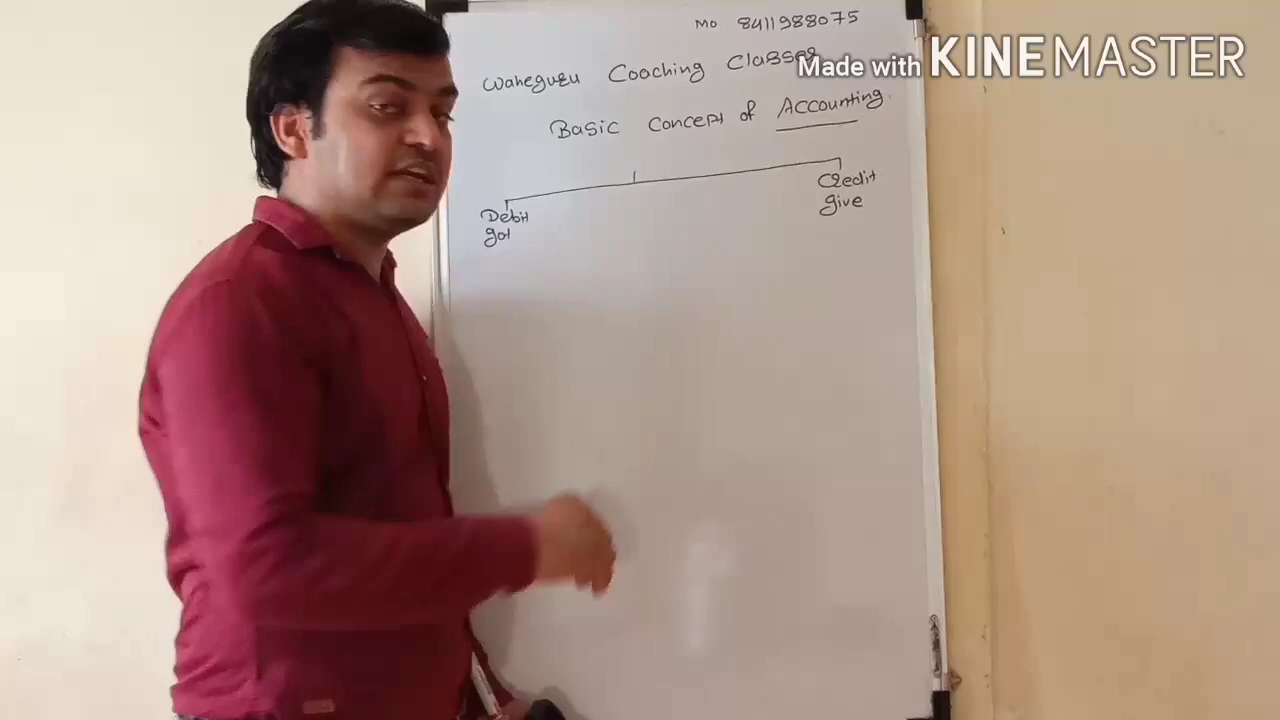 Mo 8411988075
Waheguru Coaching Classes
Made with KINEMASTER
Basic Concept of Accounting.
Debit
got
Credit
give